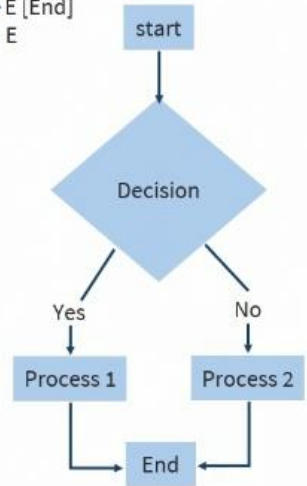 E [End]
E
start
Decision
Yes
No
Process 1
Process 2
End